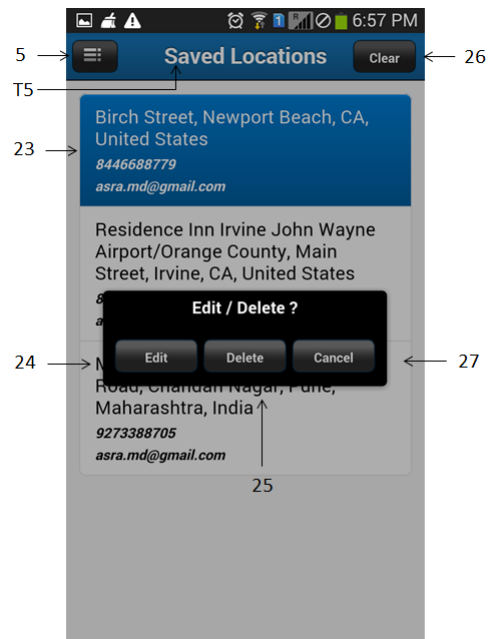 6:57 PM
5
Saved Locations
Clear
26
T5
23
Birch Street, Newport Beach, CA,
United States
8446688779
asra.md@gmail.com
Residence Inn Irvine John Wayne
Airport/Orange County, Main
Street, Irvine, CA, United States
8
a
Edit / Delete ?
Edit
Delete
Cancel
24
27
M
Road, Chandan Nagar, Pune,
Maharashtra, India
9273388705
asra.md@gmail.com
25